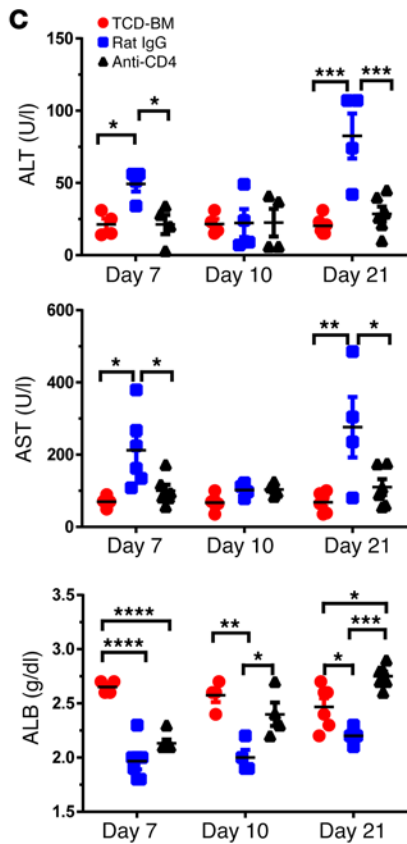 C
TCD-BM
Rat IgG
Anti-CD4
ALT (U/l)
150
100
50
0
*
*
***
***
Day 7
Day 10
Day 21
AST (U/l)
600
400
200
0
*
*
**
*
Day 7
Day 10
Day 21
ALB (g/dl)
3.5
3.0
2.5
2.0
1.5
****
****
**
*
*
***
*
Day 7
Day 10
Day 21